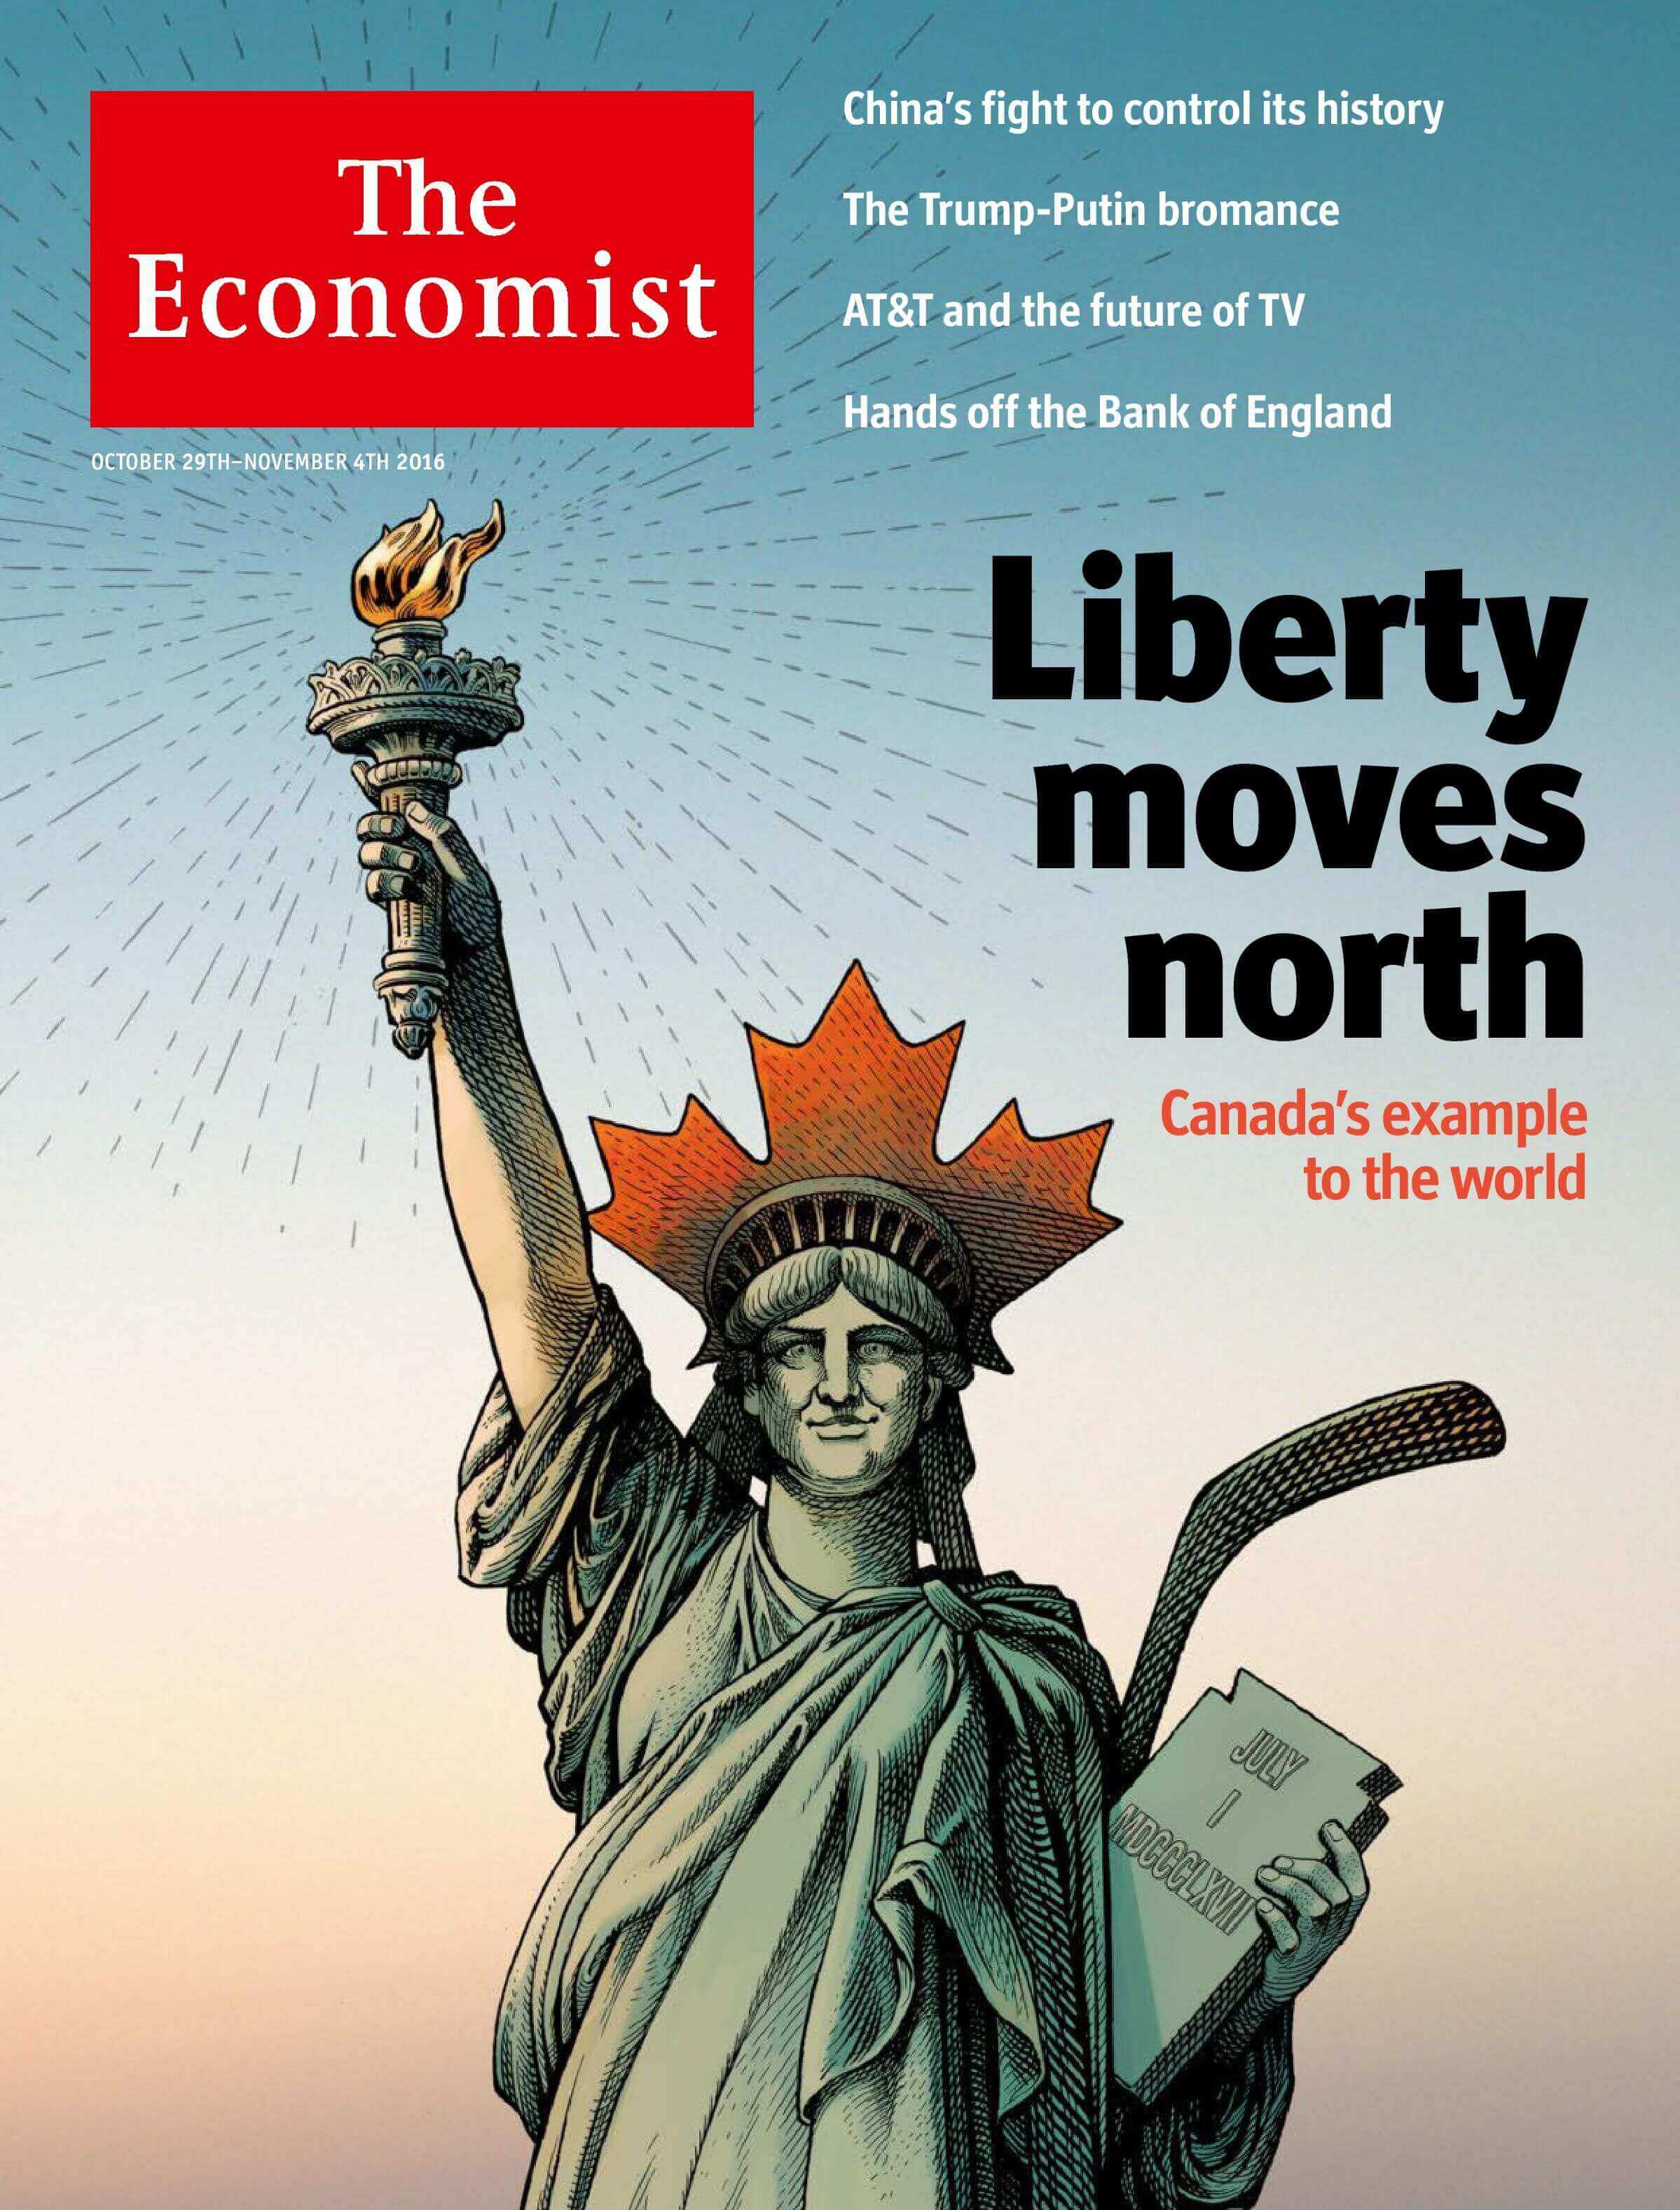 The
Economist
OCTOBER 29TH–NOVEMBER 4TH 2016
China's fight to control its history
The Trump-Putin bromance
AT&T and the future of TV
Hands off the Bank of England
Liberty
moves
north
Canada's example
to the world
JULY
I
MDCCCLXVII